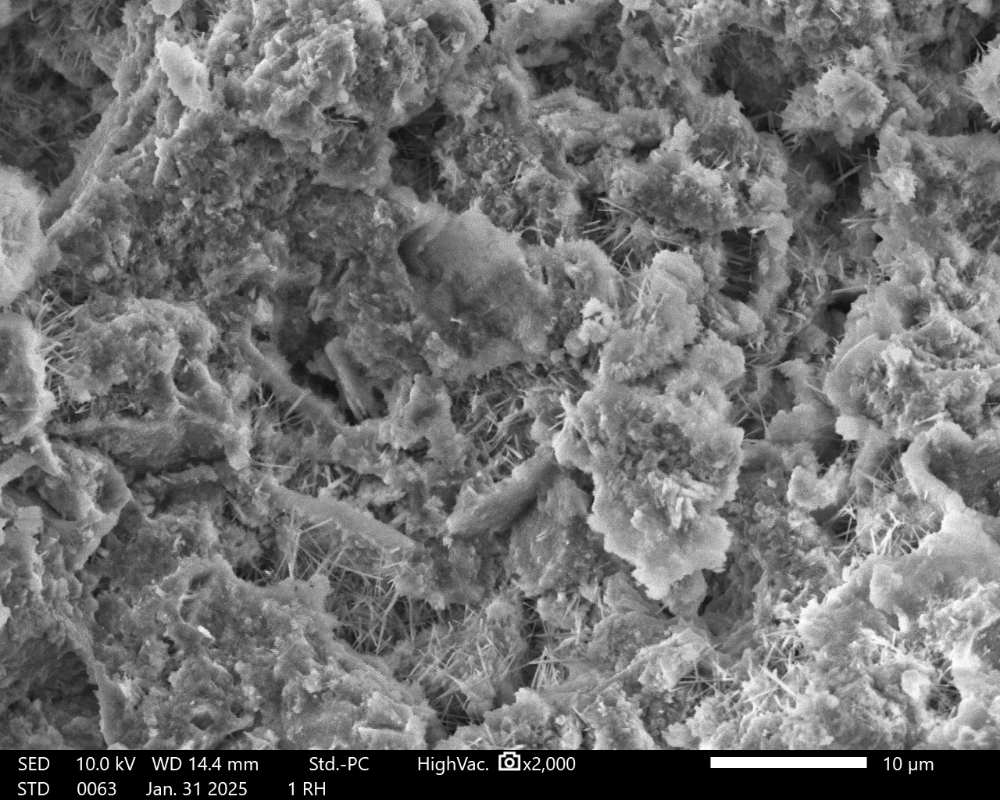 SED 10.0 kV WD 14.4 mm Std.-PC HighVac. x2,000 10 µm
STD 0063 Jan. 31 2025 1 RH